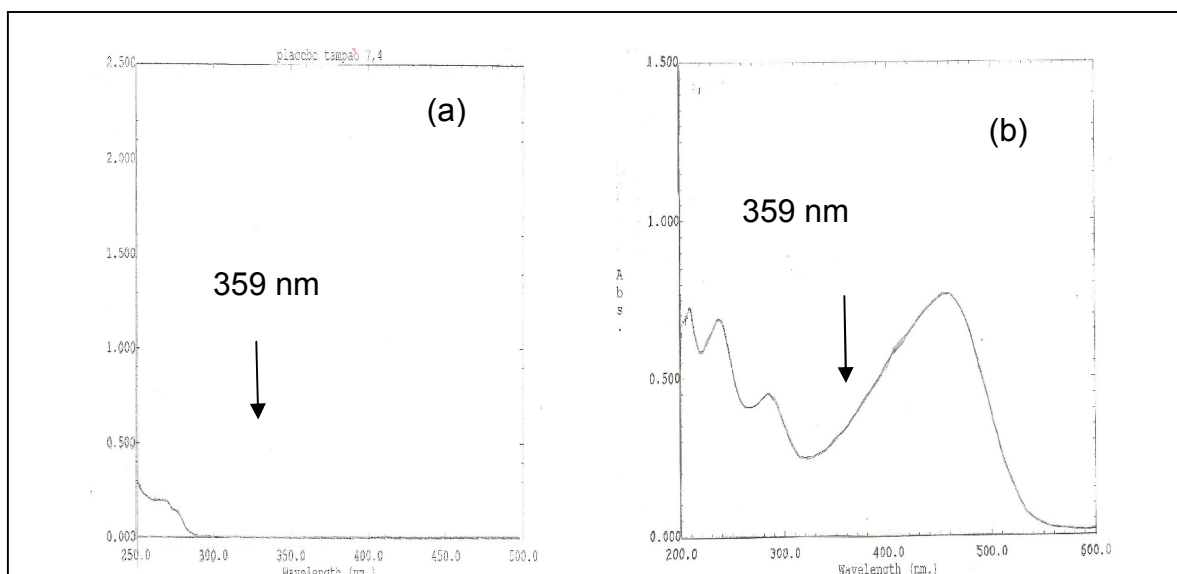 placebo tampaõ 7,4
2.500
2.000
1.500
1.000
0.500
0.000
250.0 300.0 350.0 400.0 450.0 500.0
Wavelength (nm.)
(a)
359 nm
1.500
1.000
0.500
0.000
A
b
s
.
200.0 300.0 400.0 500.0 600.0
Wavelength (nm.)
(b)
359 nm